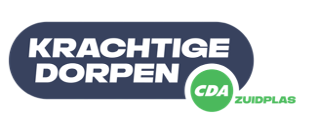 KRACHTIGE
DORPEN
CDA
ZUIDPLAS